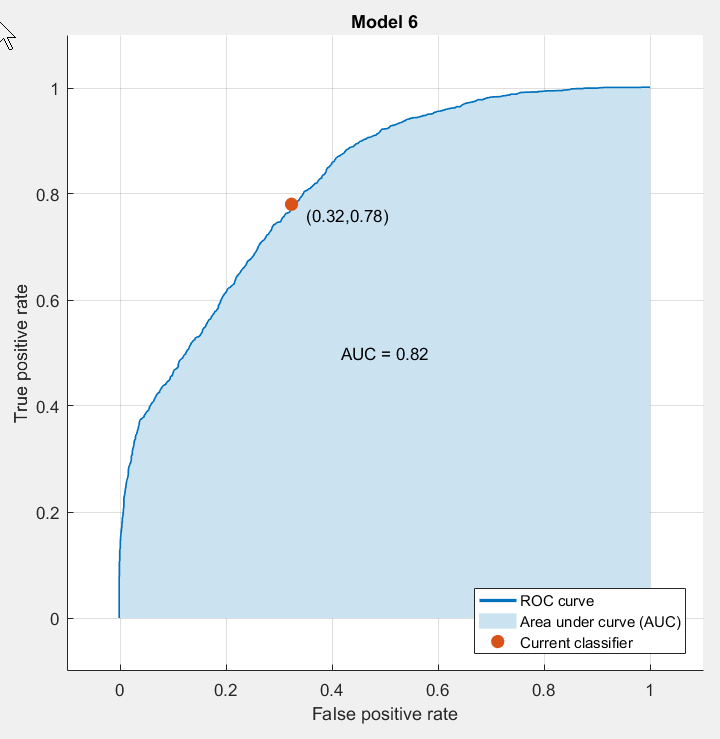 Model 6
1
0.8
0.6
0.4
0.2
0
True positive rate
(0.32,0.78)
AUC = 0.82
ROC curve
Area under curve (AUC)
Current classifier
0 0.2 0.4 0.6 0.8 1
False positive rate